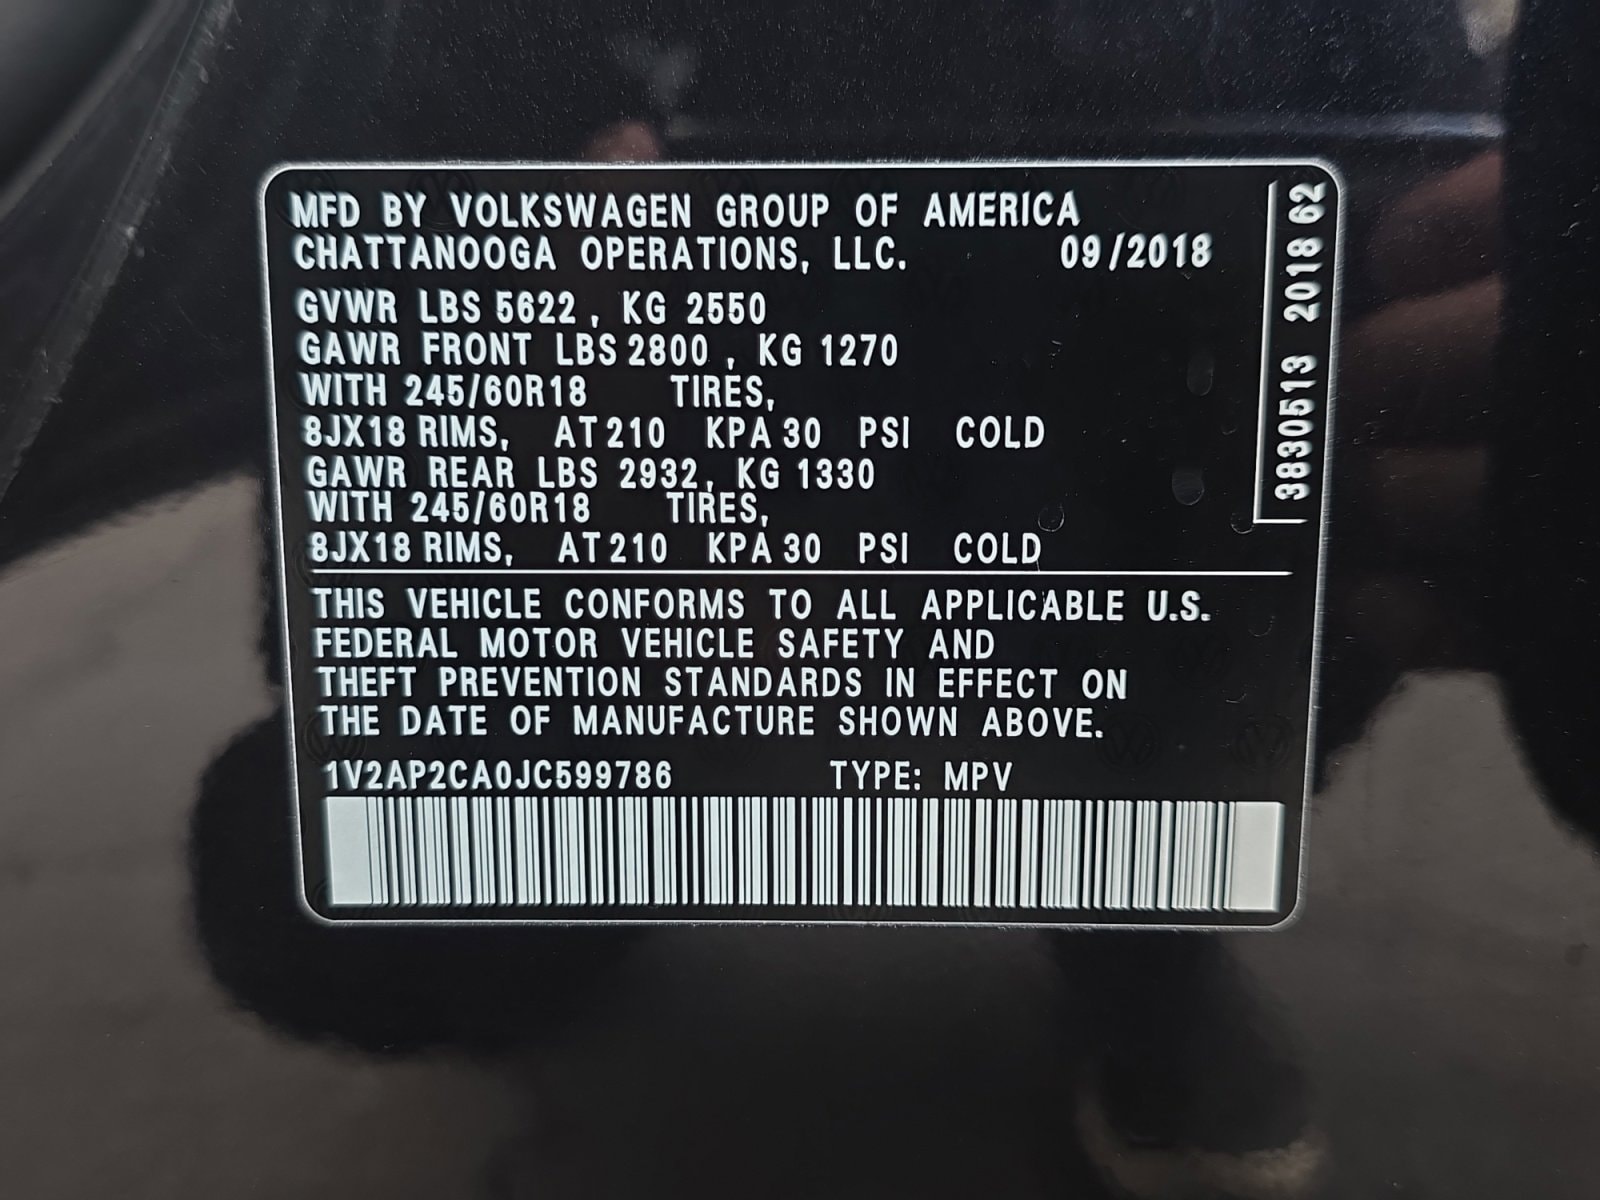 MFD BY VOLKSWAGEN GROUP OF AMERICA
CHATTANOOGA OPERATIONS, LLC. 09/2018
GVWR LBS 5622 , KG 2550
GAWR FRONT LBS 2800 , KG 1270
WITH 245/60R18 TIRES,
8JX18 RIMS, AT 210 KPA 30 PSI COLD
GAWR REAR LBS 2932, KG 1330
WITH 245/60R18 TIRES,
8JX18 RIMS, AT 210 KPA 30 PSI COLD
THIS VEHICLE CONFORMS TO ALL APPLICABLE U.S.
FEDERAL MOTOR VEHICLE SAFETY AND
THEFT PREVENTION STANDARDS IN EFFECT ON
THE DATE OF MANUFACTURE SHOWN ABOVE.
1V2AP2CA0JC599786 TYPE: MPV
3830513 2018 62